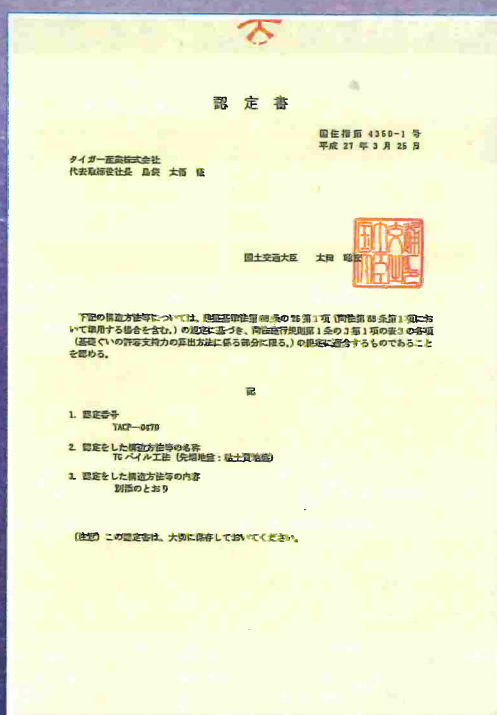 認定書
国住指第 4350-1 号
平成 27 年 3 月 25 日
タイガー産業株式会社
代表取締役社長 島袋 太 様
国土交通大臣 太田 昭宏
下記の構造方法等については、建築基準法第 68 条の 25 第 1 項（同法第 88 条第 1 項にお
いて準用する場合を含む。）の規定に基づき、同法施行規則第 1 条の 3 第 1 項の表 3 の各項
（基礎ぐいの許容支持力の算出方法に係る部分に限る。）の規定に適合するものであること
を認める。
記
1. 認定番号
TACP-0470
2. 認定をした構造方法等の名称
TG パイル工法（先端地盤：粘土質地盤）
3. 認定をした構造方法等の内容
別添のとおり
（注意）この認定書は、大切に保存しておいてください。